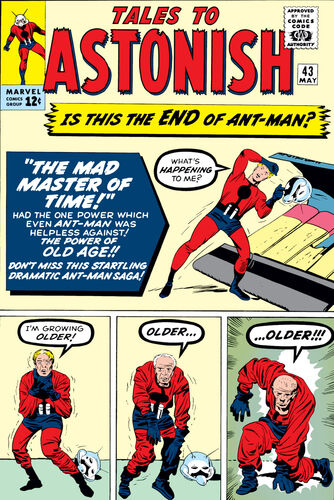 TALES TO
ASTONISH
APPROVED
BY THE
COMICS
CODE
AUTHORITY
MARVEL
COMICS
GROUP
12¢
43
MAY
IS THIS THE END OF ANT-MAN?
"THE MAD
MASTER OF
TIME!"
HAD THE ONE POWER WHICH
EVEN ANT-MAN WAS
HELPLESS AGAINST!
THE POWER OF
OLD AGE!!
DON'T MISS THIS STARTLING
DRAMATIC ANT-MAN SAGA!
WHAT'S
HAPPENING
TO ME?
I'M GROWING
OLDER!
OLDER...
...OLDER!!!